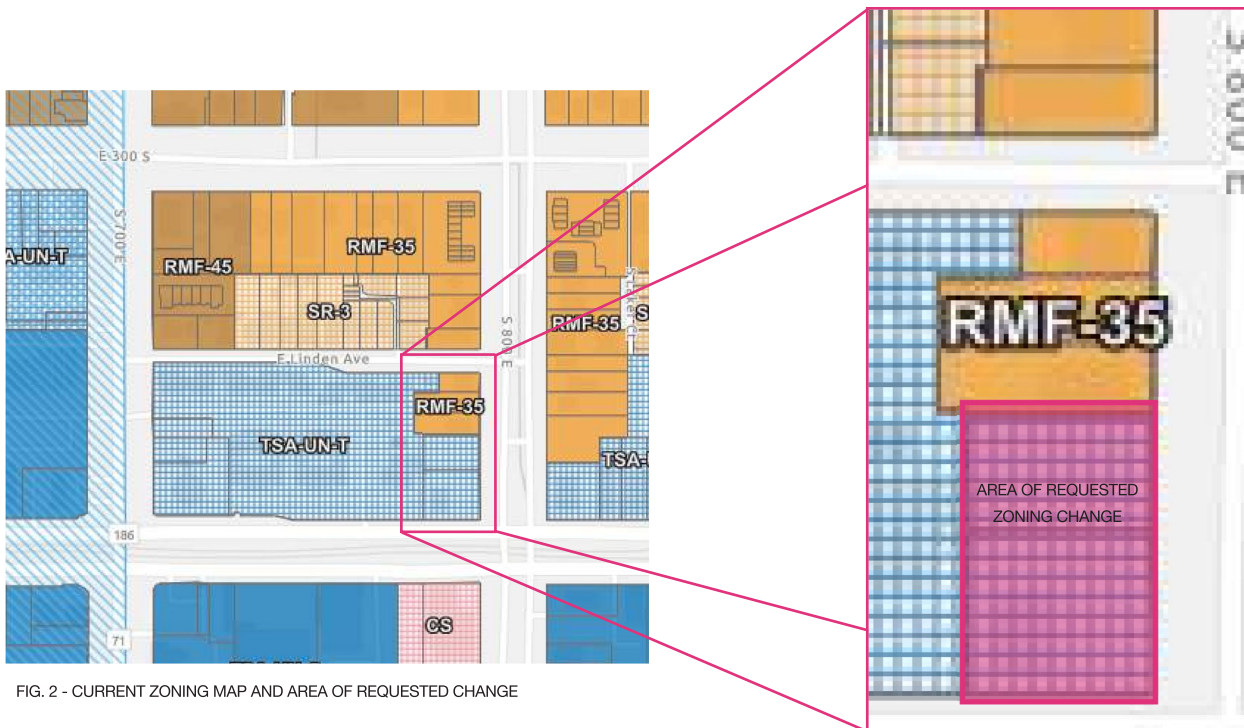 E 300 S
S 700 E
A-UN-T
RMF-45
RMF-35
SR-3
RMF-35
S
S 800 E
E Linden Ave
RMF-35
TSA-UN-T
TSA-
186
71
CS
S 800 E
RMF-35
AREA OF REQUESTED
ZONING CHANGE
FIG. 2 - CURRENT ZONING MAP AND AREA OF REQUESTED CHANGE